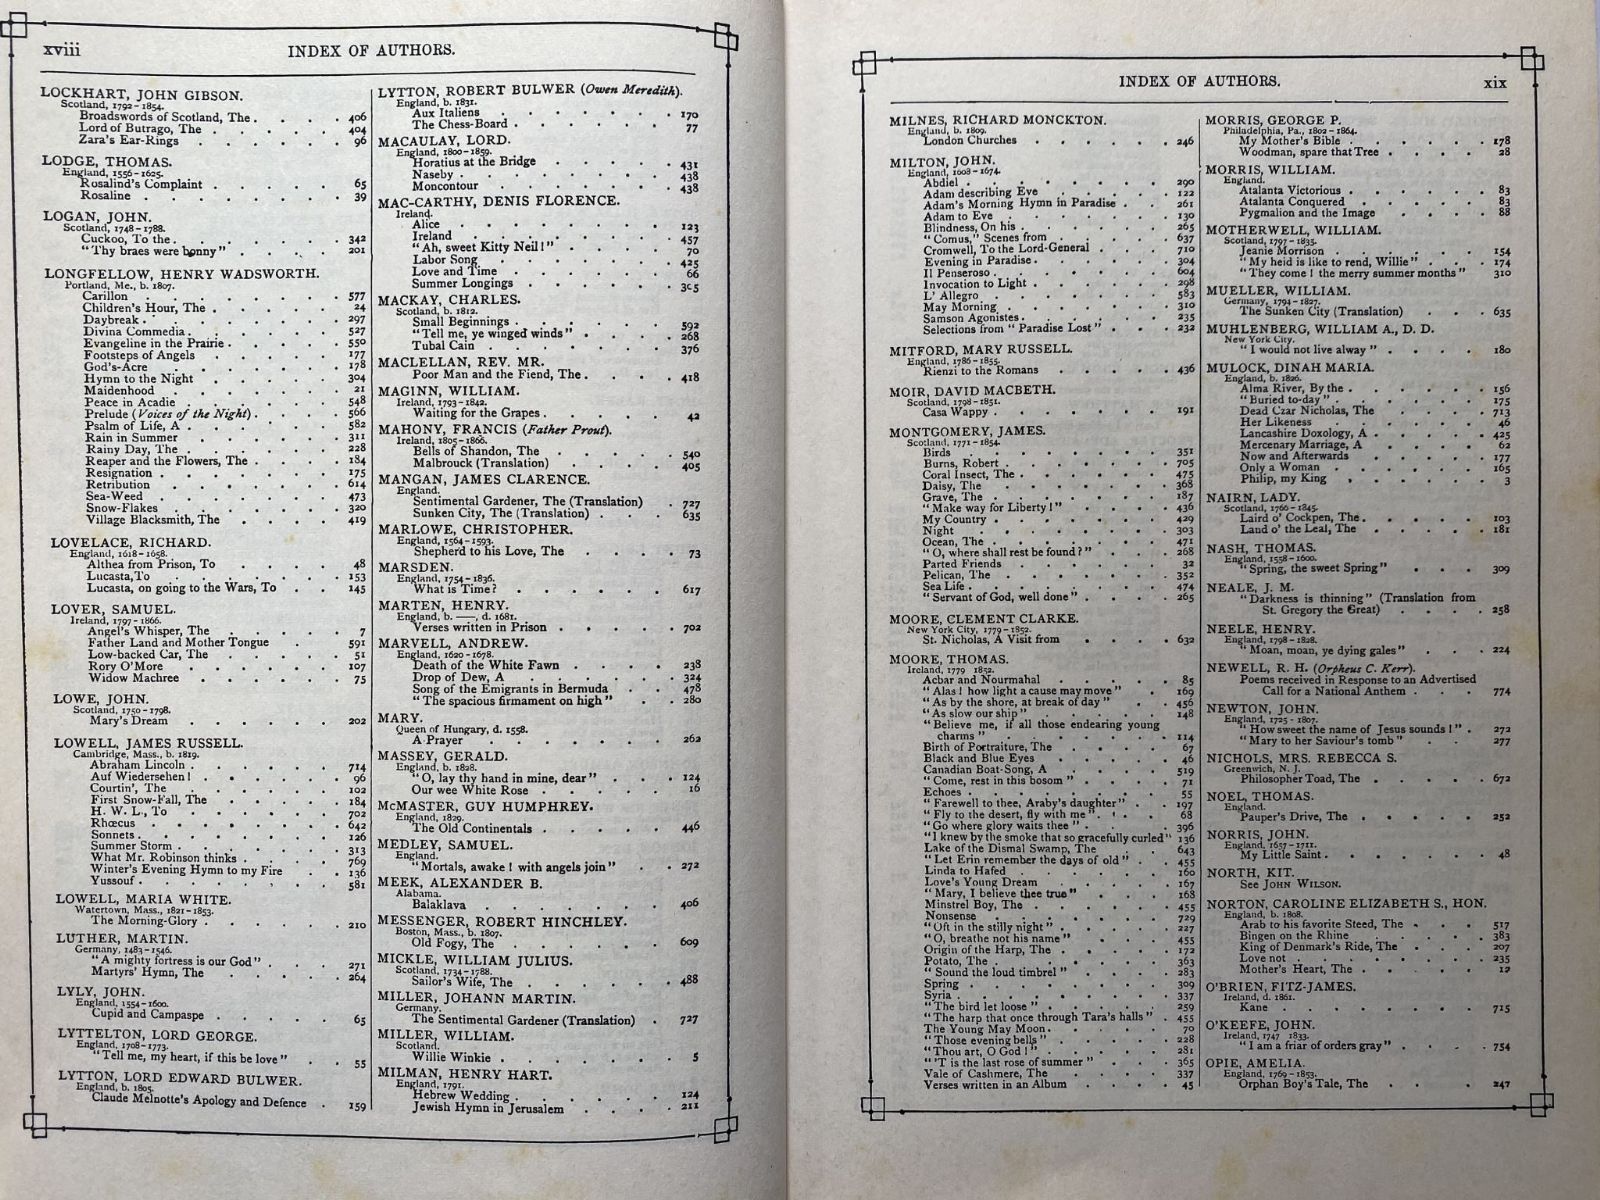 xviii
INDEX OF AUTHORS.
LOCKHART, JOHN GIBSON.
Scotland, 1792–1854.
Broadswords of Scotland, The . . . . 406
Lord of Butrago, The . . . . 404
Zara's Ear-Rings . . . . . . 96
LODGE, THOMAS.
England, 1556–1625.
Rosalind's Complaint . . . . . 65
Rosaline . . . . . . . 39
LOGAN, JOHN.
Scotland, 1748–1788.
Cuckoo, To the . . . . . . 342
"Thy braes were bonny" . . . . 201
LONGFELLOW, HENRY WADSWORTH.
Portland, Me., b. 1807.
Carillon . . . . . . . 577
Children's Hour, The . . . . . 24
Daybreak . . . . . . . 297
Divina Commedia . . . . . . 527
Evangeline in the Prairie . . . . 550
Footsteps of Angels . . . . . 177
God's-Acre . . . . . . 178
Hymn to the Night . . . . . 304
Maidenhood . . . . . . 21
Peace in Acadie . . . . . . 548
Prelude (Voices of the Night) . . . . 566
Psalm of Life, A . . . . . . 582
Rain in Summer . . . . . . 311
Rainy Day, The . . . . . . 228
Reaper and the Flowers, The . . . . 184
Resignation . . . . . . 175
Retribution . . . . . . 614
Sea-Weed . . . . . . . 473
Snow-Flakes . . . . . . 320
Village Blacksmith, The . . . . . 419
LOVELACE, RICHARD.
England, 1618–1658.
Althea from Prison, To . . . . . 48
Lucasta, To . . . . . . 153
Lucasta, on going to the Wars, To . . . 145
LOVER, SAMUEL.
Ireland, 1797–1866.
Angel's Whisper, The . . . . . 7
Father Land and Mother Tongue . . . 591
Low-backed Car, The . . . . . 51
Rory O'More . . . . . . 107
Widow Machree . . . . . . 75
LOWE, JOHN.
Scotland, 1750–1798.
Mary's Dream . . . . . . 202
LOWELL, JAMES RUSSELL.
Cambridge, Mass., b. 1819.
Abraham Lincoln . . . . . . 714
Auf Wiedersehen! . . . . . . 96
Courtin', The . . . . . . 102
First Snow-Fall, The . . . . . 184
H. W. L., To . . . . . . 702
Rhœcus . . . . . . . 642
Sonnets . . . . . . . 126
Summer Storm . . . . . . 313
What Mr. Robinson thinks . . . . 769
Winter's Evening Hymn to my Fire . . . 136
Yussouf . . . . . . . 581
LOWELL, MARIA WHITE.
Watertown, Mass., 1821–1853.
The Morning-Glory . . . . . 210
LUTHER, MARTIN.
Germany, 1483–1546.
"A mighty fortress is our God" . . . . 271
Martyrs' Hymn, The . . . . . 264
LYLY, JOHN.
England, 1554–1600.
Cupid and Campaspe . . . . . 65
LYTTELTON, LORD GEORGE.
England, 1708–1773.
"Tell me, my heart, if this be love" . . . 55
LYTTON, LORD EDWARD BULWER.
England, b. 1805.
Claude Melnotte's Apology and Defence . 159
LYTTON, ROBERT BULWER (Owen Meredith).
England, b. 1831.
Aux Italiens . . . . . . 170
The Chess-Board . . . . . . 77
MACAULAY, LORD.
England, 1800–1859.
Horatius at the Bridge . . . . . 431
Naseby . . . . . . . 438
Moncontour . . . . . . 438
MAC-CARTHY, DENIS FLORENCE.
Ireland.
Alice . . . . . . . 123
Ireland . . . . . . . 457
"Ah, sweet Kitty Neil!" . . . . . 70
Labor Song . . . . . . . 425
Love and Time . . . . . . 66
Summer Longings . . . . . . 305
MACKAY, CHARLES.
Scotland, b. 1812.
Small Beginnings . . . . . . 592
"Tell me, ye winged winds" . . . . 268
Tubal Cain . . . . . . . 376
MACLELLAN, REV. MR.
Poor Man and the Fiend, The . . . . 418
MAGINN, WILLIAM.
Ireland, 1793–1842.
Waiting for the Grapes . . . . . 42
MAHONY, FRANCIS (Father Prout).
Ireland, 1805–1866.
Bells of Shandon, The . . . . . 540
Malbrouck (Translation) . . . . . 405
MANGAN, JAMES CLARENCE.
England.
Sentimental Gardener, The (Translation) . 727
Sunken City, The (Translation) . . . 635
MARLOWE, CHRISTOPHER.
England, 1564–1593.
Shepherd to his Love, The . . . . 73
MARSDEN.
England, 1754–1836.
What is Time? . . . . . . 617
MARTEN, HENRY.
England, b. ——, d. 1681.
Verses written in Prison . . . . . 702
MARVELL, ANDREW.
England, 1620–1678.
Death of the White Fawn . . . . 238
Drop of Dew, A . . . . . . 324
Song of the Emigrants in Bermuda . . . 478
"The spacious firmament on high" . . . 280
MARY.
Queen of Hungary, d. 1558.
A Prayer . . . . . . . 262
MASSEY, GERALD.
England, b. 1828.
"O, lay thy hand in mine, dear" . . . 124
Our wee White Rose . . . . . 16
McMASTER, GUY HUMPHREY.
England, 1829.
The Old Continentals . . . . . 446
MEDLEY, SAMUEL.
England.
"Mortals, awake! with angels join" . . 272
MEEK, ALEXANDER B.
Alabama.
Balaklava . . . . . . . 406
MESSENGER, ROBERT HINCHLEY.
Boston, Mass., b. 1807.
Old Fogy, The . . . . . . 609
MICKLE, WILLIAM JULIUS.
Scotland, 1734–1788.
Sailor's Wife, The . . . . . . 488
MILLER, JOHANN MARTIN.
Germany.
The Sentimental Gardener (Translation) . 727
MILLER, WILLIAM.
Scotland.
Willie Winkie . . . . . . 5
MILMAN, HENRY HART.
England, 1791.
Hebrew Wedding . . . . . . 124
Jewish Hymn in Jerusalem . . . . 211
INDEX OF AUTHORS.
xix
MILNES, RICHARD MONCKTON.
England, b. 1809.
London Churches . . . . . . 246
MILTON, JOHN.
England, 1608–1674.
Abdiel . . . . . . . 290
Adam describing Eve . . . . . 122
Adam's Morning Hymn in Paradise . . 261
Adam to Eve . . . . . . 130
Blindness, On his . . . . . . 265
"Comus," Scenes from . . . . . 637
Cromwell, To the Lord-General . . . . 710
Evening in Paradise . . . . . . 304
Il Penseroso . . . . . . 604
Invocation to Light . . . . . . 298
L' Allegro . . . . . . . 583
May Morning . . . . . . 310
Samson Agonistes . . . . . . 235
Selections from "Paradise Lost" . . . 232
MITFORD, MARY RUSSELL.
England, 1786–1855.
Rienzi to the Romans . . . . . 436
MOIR, DAVID MACBETH.
Scotland, 1798–1851.
Casa Wappy . . . . . . 191
MONTGOMERY, JAMES.
Scotland, 1771–1854.
Birds . . . . . . . 351
Burns, Robert . . . . . . 705
Coral Insect, The . . . . . . 475
Daisy, The . . . . . . . 368
Grave, The . . . . . . . 187
"Make way for Liberty!" . . . . . 436
My Country . . . . . . 429
Night . . . . . . . 303
Ocean, The . . . . . . . 471
"O, where shall rest be found?" . . . 268
Parted Friends . . . . . . 32
Pelican, The . . . . . . 352
Sea Life . . . . . . . 474
"Servant of God, well done" . . . . 265
MOORE, CLEMENT CLARKE.
New York City, 1779–1852.
St. Nicholas, A Visit from . . . . 632
MOORE, THOMAS.
Ireland, 1779 1852.
Acbar and Nourmahal . . . . . 85
"Alas! how light a cause may move" . . 169
"As by the shore, at break of day" . . . 456
"As slow our ship" . . . . . 148
"Believe me, if all those endearing young
charms" . . . . . . . 114
Birth of Portraiture, The . . . . 67
Black and Blue Eyes . . . . . 46
Canadian Boat-Song, A . . . . . 519
"Come, rest in this bosom" . . . . 71
Echoes . . . . . . . 55
"Farewell to thee, Araby's daughter" . . 197
"Fly to the desert, fly with me" . . . 68
"Go where glory waits thee" . . . . 396
"I knew by the smoke that so gracefully curled" 136
Lake of the Dismal Swamp, The . . . 643
"Let Erin remember the days of old" . . 455
Linda to Hafed . . . . . . 160
Love's Young Dream . . . . . 167
"Mary, I believe thee true" . . . . 168
Minstrel Boy, The . . . . . . 455
Nonsense . . . . . . . 729
"Oft in the stilly night" . . . . . 227
"O, breathe not his name" . . . . 455
Origin of the Harp, The . . . . . 172
Potato, The . . . . . . 363
"Sound the loud timbrel" . . . . 283
Spring . . . . . . . 309
Syria . . . . . . . 337
"The bird let loose" . . . . . 259
"The harp that once through Tara's halls" . 455
The Young May Moon . . . . . 70
"Those evening bells" . . . . . 228
"Thou art, O God!" . . . . . 281
"'T is the last rose of summer" . . . 365
Vale of Cashmere, The . . . . . 337
Verses written in an Album . . . . 45
MORRIS, GEORGE P.
Philadelphia, Pa., 1802–1864.
My Mother's Bible . . . . . 178
Woodman, spare that Tree . . . . 28
MORRIS, WILLIAM.
England.
Atalanta Victorious . . . . . 83
Atalanta Conquered . . . . . 83
Pygmalion and the Image . . . . 88
MOTHERWELL, WILLIAM.
Scotland, 1797–1835.
Jeanie Morrison . . . . . . 154
"My heid is like to rend, Willie" . . . 174
"They come! the merry summer months" 310
MUELLER, WILLIAM.
Germany, 1794–1827.
The Sunken City (Translation) . . . 635
MUHLENBERG, WILLIAM A., D. D.
New York City.
"I would not live alway" . . . . 180
MULOCK, DINAH MARIA.
England, b. 1826.
Alma River, By the . . . . . 156
"Buried to-day" . . . . . . 175
Dead Czar Nicholas, The . . . . 713
Her Likeness . . . . . . 46
Lancashire Doxology, A . . . . . 425
Mercenary Marriage, A . . . . . 62
Now and Afterwards . . . . . 177
Only a Woman . . . . . . 165
Philip, my King . . . . . . 3
NAIRN, LADY.
Scotland, 1766–1845.
Laird o' Cockpen, The . . . . . 103
Land o' the Leal, The . . . . . 181
NASH, THOMAS.
England, 1558–1600.
"Spring, the sweet Spring" . . . 309
NEALE, J. M.
"Darkness is thinning" (Translation from
St. Gregory the Great) . . . . 258
NEELE, HENRY.
England, 1798–1828.
"Moan, moan, ye dying gales" . . . 224
NEWELL, R. H. (Orpheus C. Kerr).
Poems received in Response to an Advertised
Call for a National Anthem . . . 774
NEWTON, JOHN.
England, 1725–1807.
"How sweet the name of Jesus sounds!" . 272
"Mary to her Saviour's tomb" . . 277
NICHOLS, MRS. REBECCA S.
Greenwich, N. J.
Philosopher Toad, The . . . . . 672
NOEL, THOMAS.
England.
Pauper's Drive, The . . . . . 252
NORRIS, JOHN.
England, 1657–1711.
My Little Saint . . . . . . 48
NORTH, KIT.
See JOHN WILSON.
NORTON, CAROLINE ELIZABETH S., HON.
England, b. 1808.
Arab to his favorite Steed, The . . . 517
Bingen on the Rhine . . . . . 383
King of Denmark's Ride, The . . . . 207
Love not . . . . . . . 235
Mother's Heart, The . . . . . 12
O'BRIEN, FITZ-JAMES.
Ireland, d. 1861.
Kane . . . . . . . 715
O'KEEFE, JOHN.
Ireland, 1747 1833.
"I am a friar of orders gray" . . . . 754
OPIE, AMELIA.
England, 1769–1853.
Orphan Boy's Tale, The . . . . 247